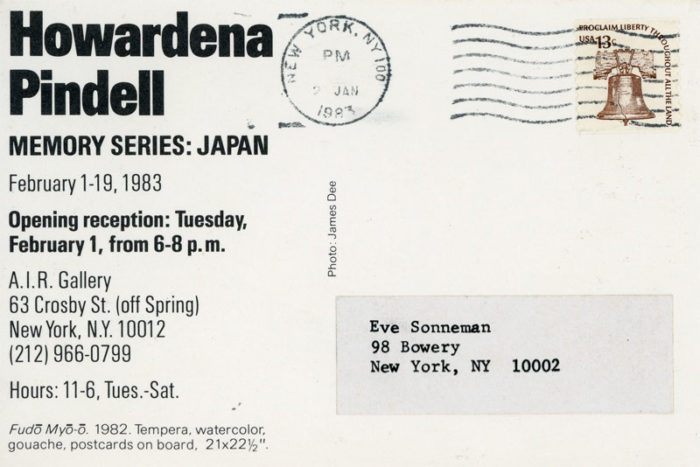 Howardena
Pindell
MEMORY SERIES: JAPAN
February 1-19, 1983
Opening reception: Tuesday,
February 1, from 6-8 p.m.
A.I.R. Gallery
63 Crosby St. (off Spring)
New York, N.Y. 10012
(212) 966-0799
Hours: 11-6, Tues.-Sat.
Fudō Myō-ō. 1982. Tempera, watercolor,
gouache, postcards on board, 21x22½".
Photo: James Dee
NEW YORK, NY 100
PM
JAN
1983
PROCLAIM LIBERTY THROUGHOUT ALL THE LAND
USA 13c
Eve Sonneman
98 Bowery
New York, NY 10002